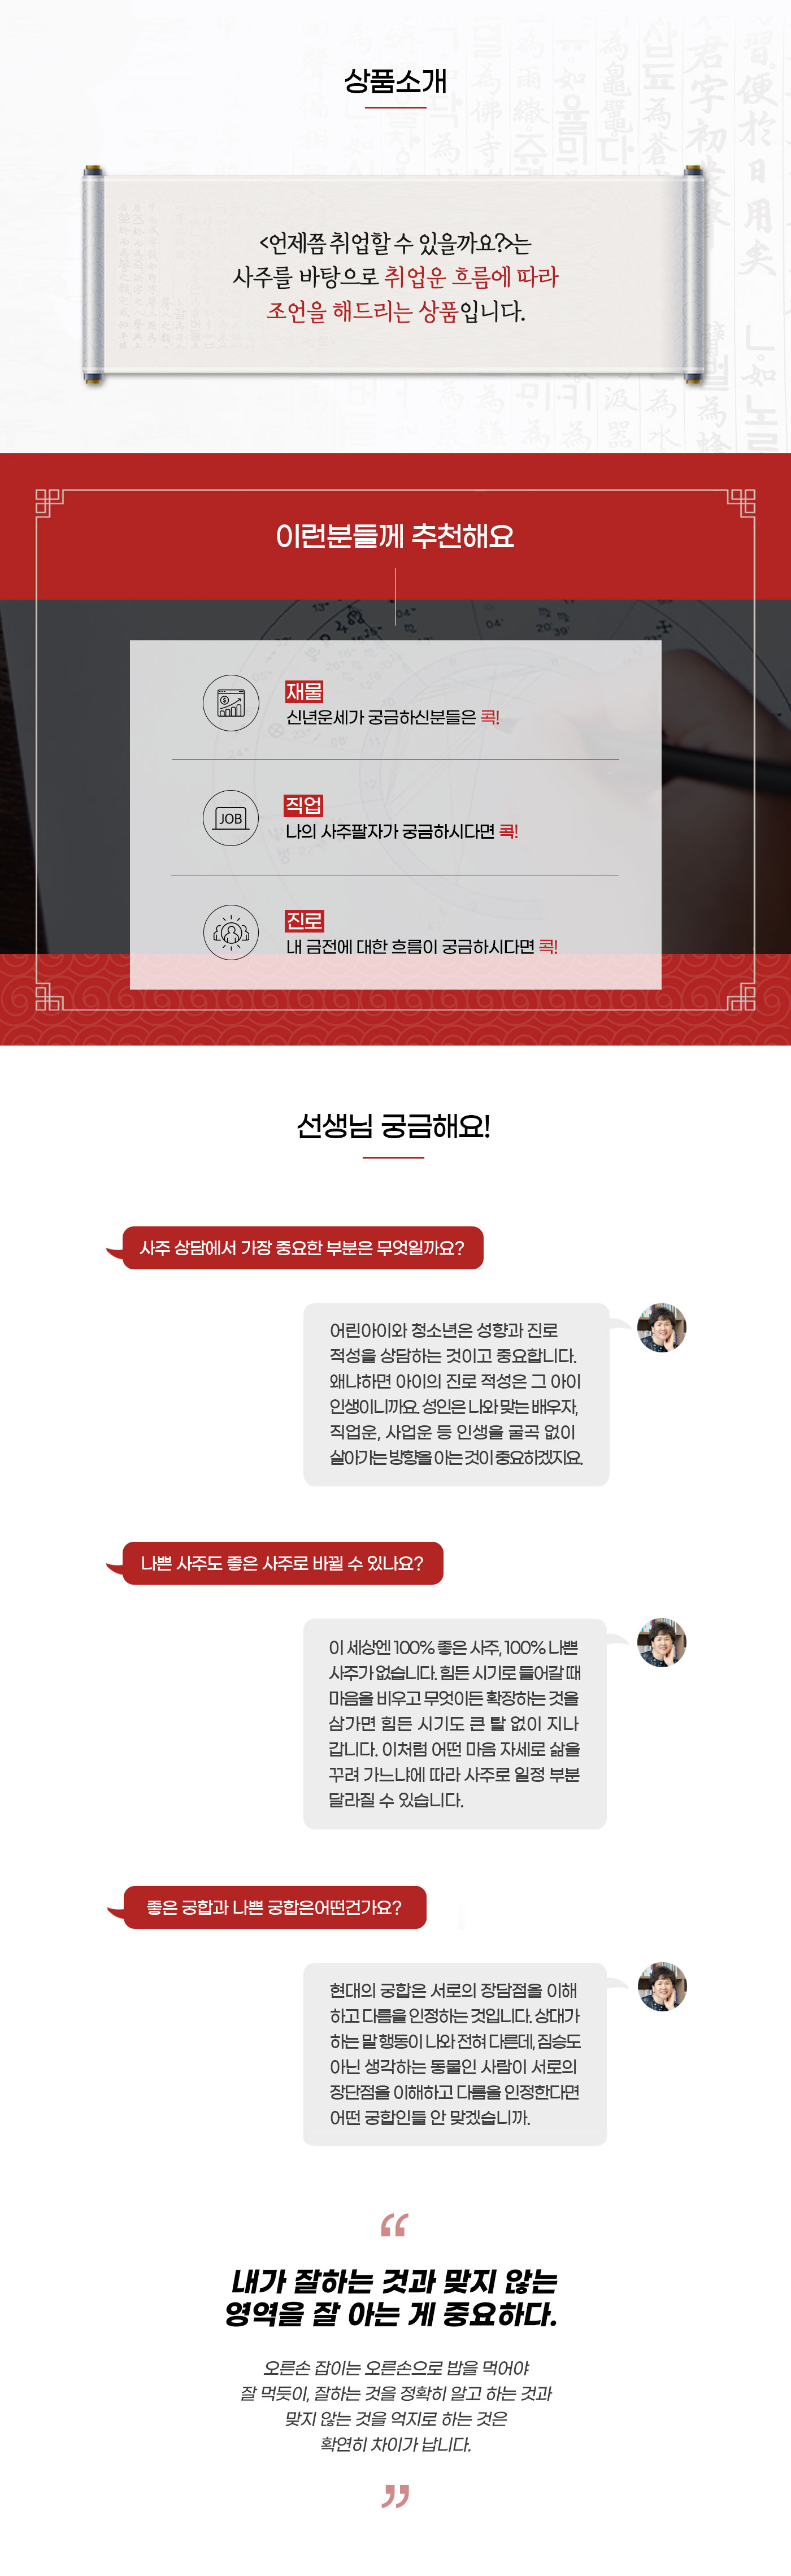 상품소개
<언제쯤 취업할 수 있을까요?>는
사주를 바탕으로 취업운 흐름에 따라
조언을 해드리는 상품입니다.
이런분들께 추천해요
재물
신년운세가 궁금하신분들은 콕!
JOB
직업
나의 사주팔자가 궁금하시다면 콕!
진로
내 금전에 대한 흐름이 궁금하시다면 콕!
선생님 궁금해요!
사주 상담에서 가장 중요한 부분은 무엇일까요?
어린아이와 청소년은 성향과 진로
적성을 상담하는 것이고 중요합니다.
왜냐하면 아이의 진로 적성은 그 아이
인생이니까요. 성인은 나와 맞는 배우자,
직업운, 사업운 등 인생을 굴곡 없이
살아가는 방향을 아는 것이 중요하겠지요.
나쁜 사주도 좋은 사주로 바뀔 수 있나요?
이 세상엔 100% 좋은 사주, 100% 나쁜
사주가 없습니다. 힘든 시기로 들어갈 때
마음을 비우고 무엇이든 확장하는 것을
삼가면 힘든 시기도 큰 탈 없이 지나
갑니다. 이처럼 어떤 마음 자세로 삶을
꾸려 가느냐에 따라 사주로 일정 부분
달라질 수 있습니다.
좋은 궁합과 나쁜 궁합은어떤건가요?
현대의 궁합은 서로의 장담점을 이해
하고 다름을 인정하는 것입니다. 상대가
하는 말 행동이 나와 전혀 다른데, 짐승도
아닌 생각하는 동물인 사람이 서로의
장단점을 이해하고 다름을 인정한다면
어떤 궁합인들 안 맞겠습니까.
“
내가 잘하는 것과 맞지 않는
영역을 잘 아는 게 중요하다.
오른손 잡이는 오른손으로 밥을 먹어야
잘 먹듯이, 잘하는 것을 정확히 알고 하는 것과
맞지 않는 것을 억지로 하는 것은
확연히 차이가 납니다.
”